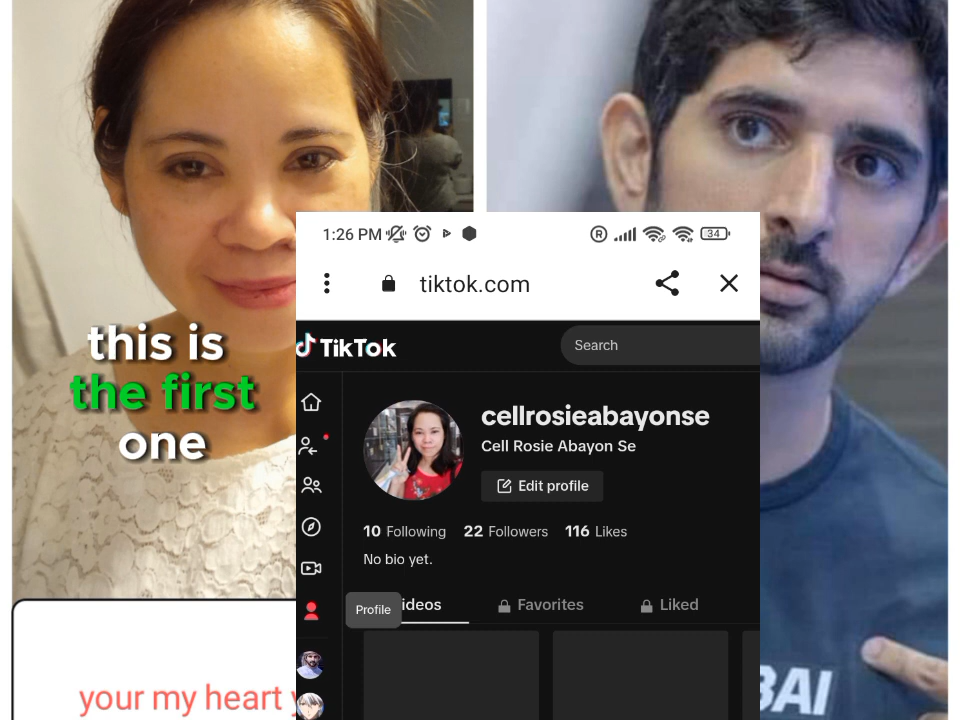 this is
the first
one
1:26 PM
34
tiktok.com
TikTok
Search
cellrosieabayonse
Cell Rosie Abayon Se
Edit profile
10 Following 22 Followers 116 Likes
No bio yet.
Profile
ideos
Favorites
Liked
your my heart y
BAI